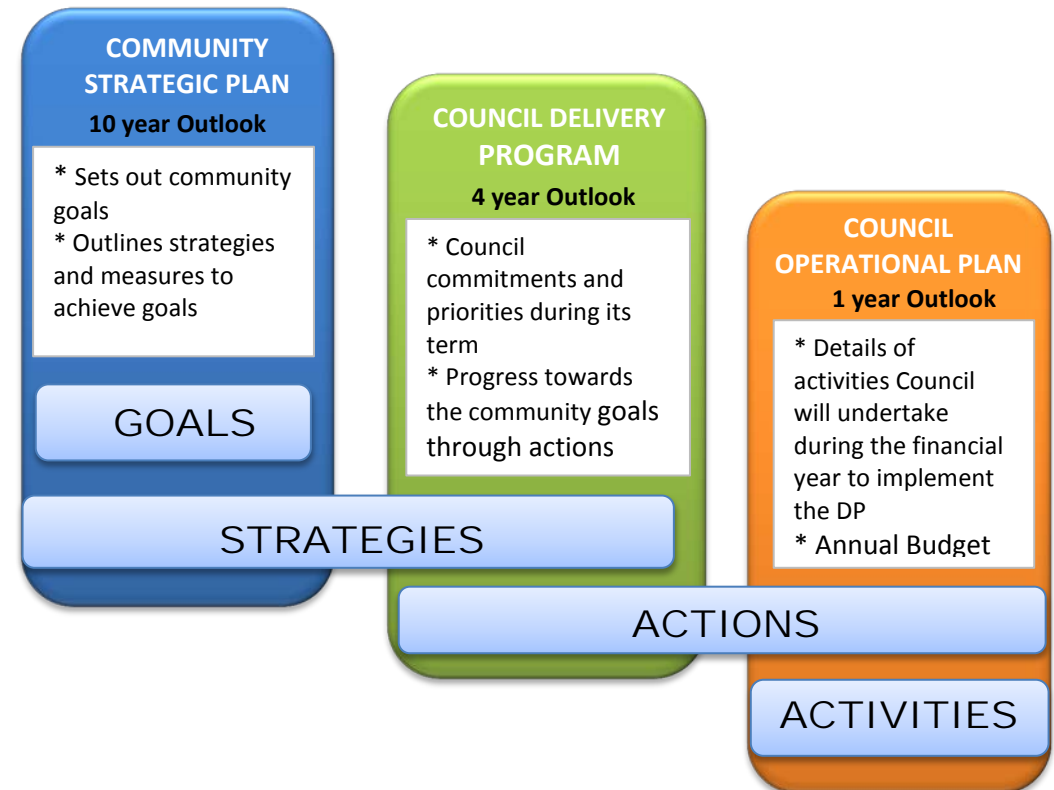 COMMUNITY
STRATEGIC PLAN
10 year Outlook
* Sets out community
goals
* Outlines strategies
and measures to
achieve goals
GOALS
COUNCIL DELIVERY
PROGRAM
4 year Outlook
* Council
commitments and
priorities during its
term
* Progress towards
the community goals
through actions
COUNCIL
OPERATIONAL PLAN
1 year Outlook
* Details of
activities Council
will undertake
during the financial
year to implement
the DP
* Annual Budget
STRATEGIES
ACTIONS
ACTIVITIES